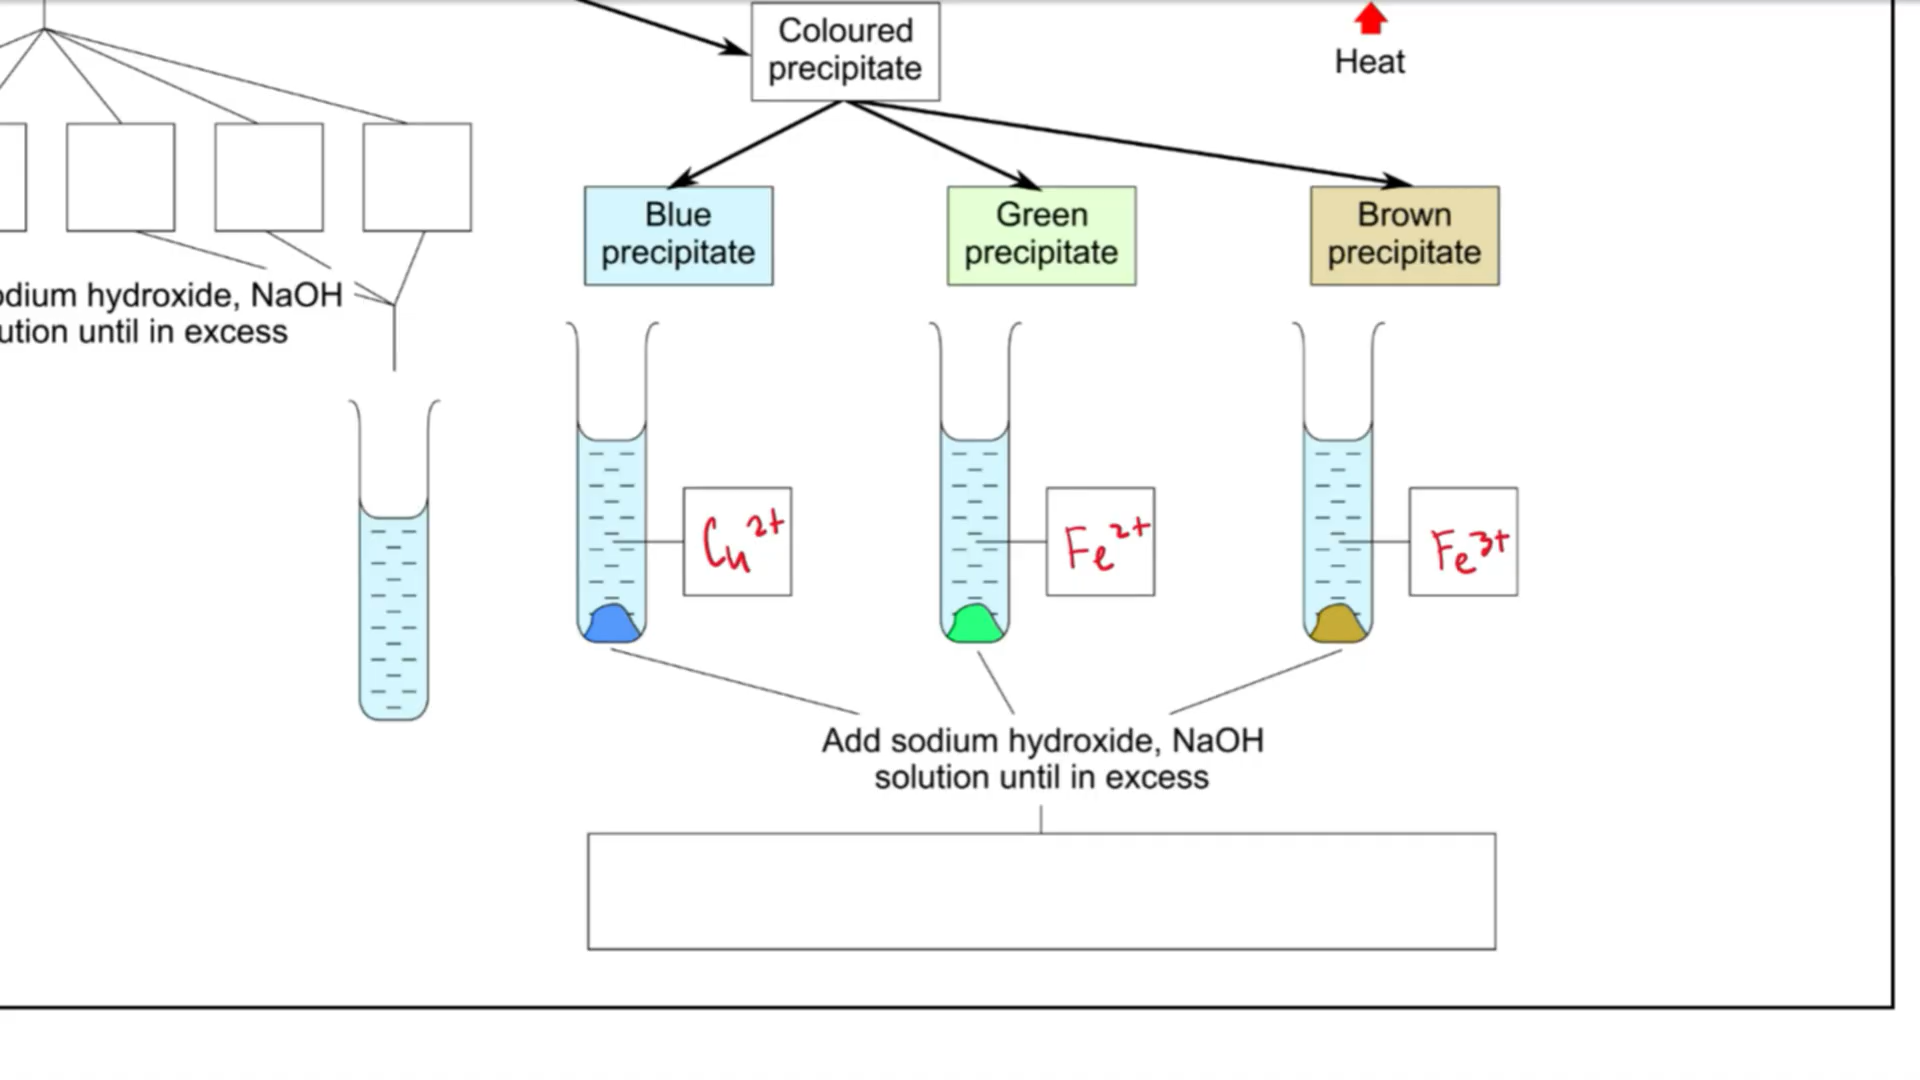 Coloured
precipitate
Heat
Blue
precipitate
Green
precipitate
Brown
precipitate
odium hydroxide, NaOH
ution until in excess
Cu²⁺
Fe²⁺
Fe³⁺
Add sodium hydroxide, NaOH
solution until in excess